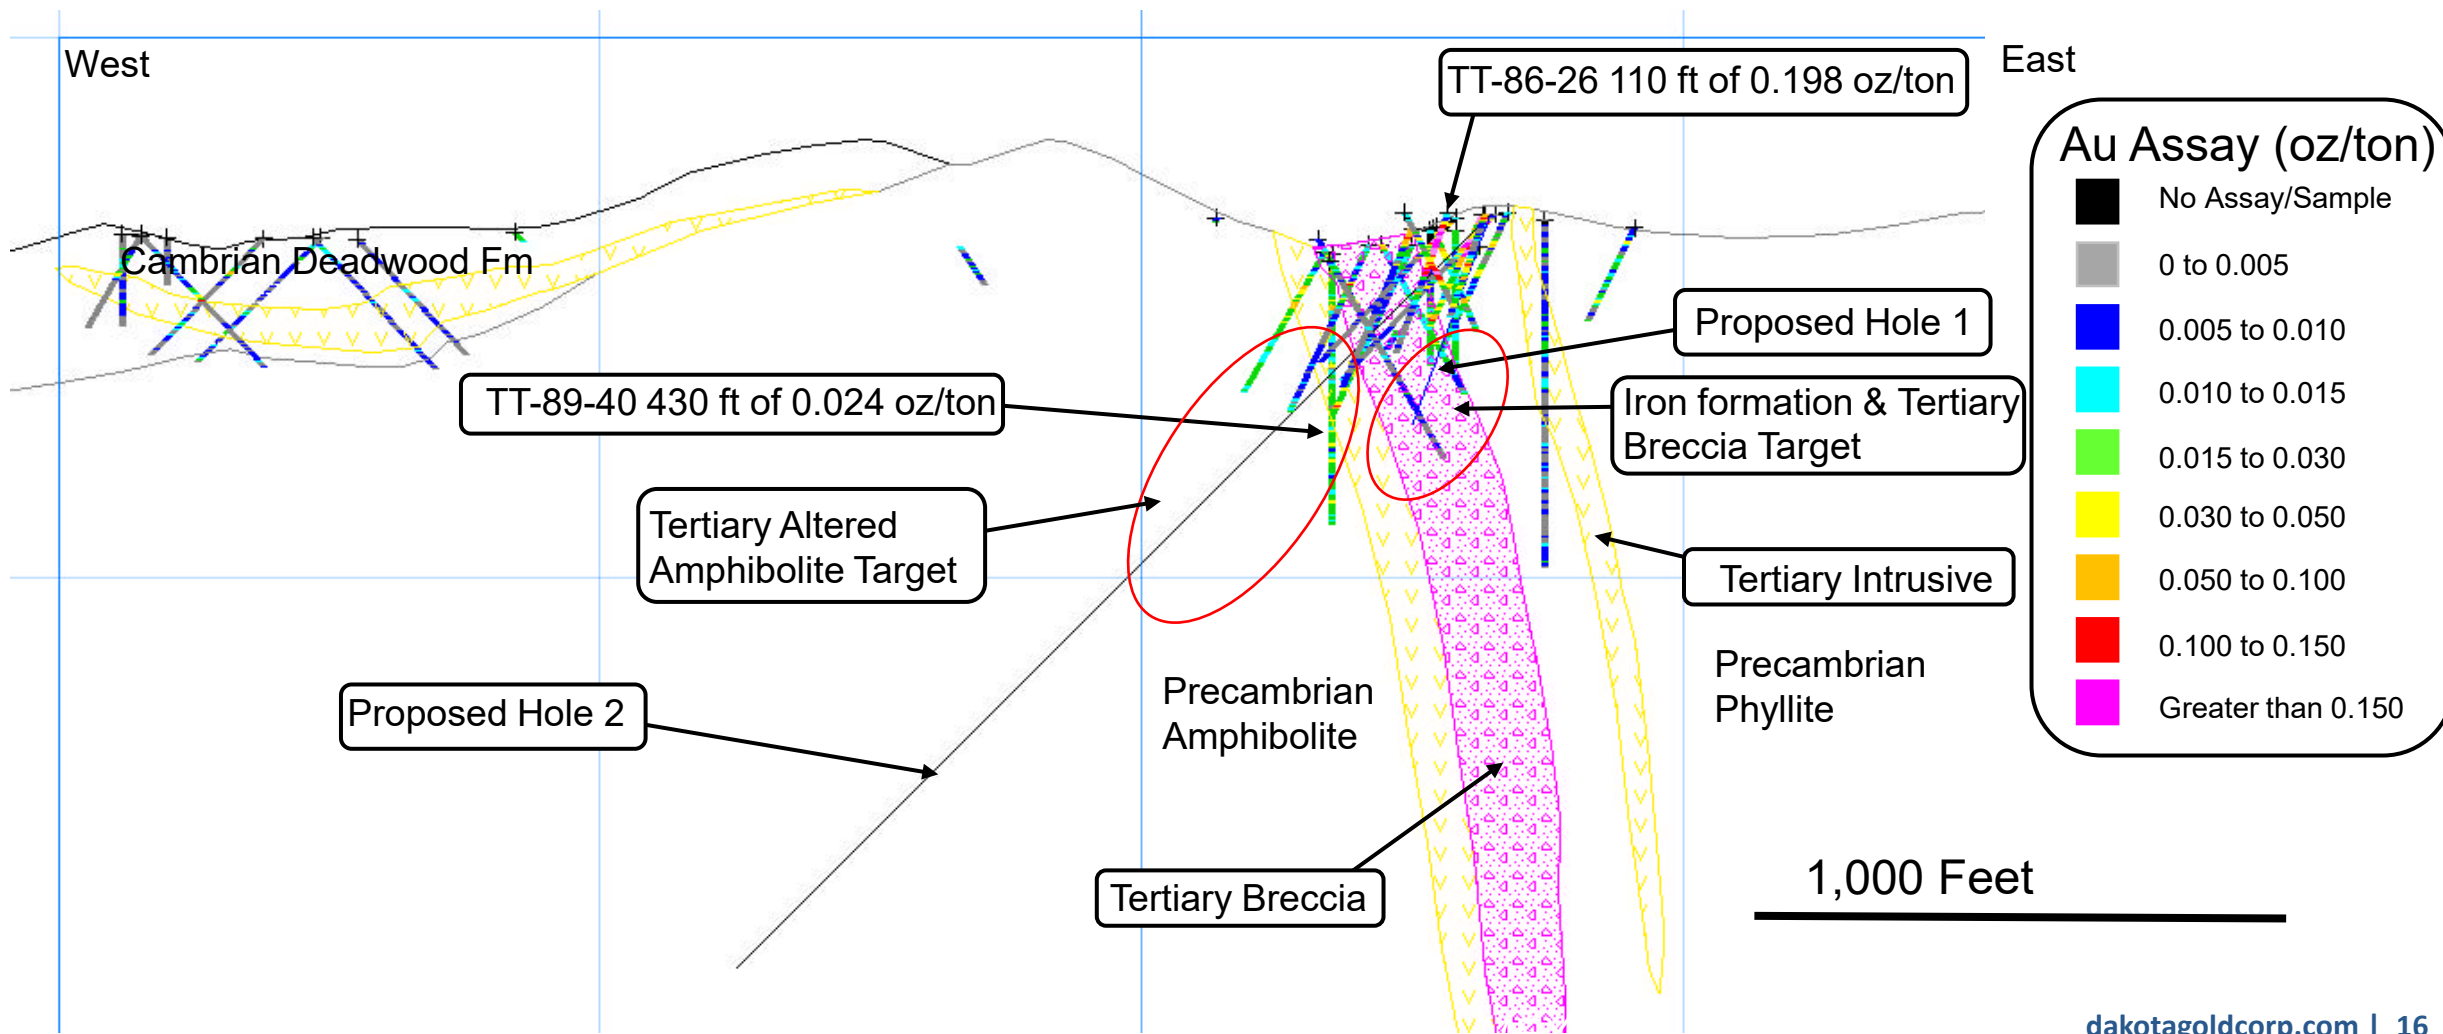 West
East
TT-86-26 110 ft of 0.198 oz/ton
Au Assay (oz/ton)
No Assay/Sample
0 to 0.005
0.005 to 0.010
0.010 to 0.015
0.015 to 0.030
0.030 to 0.050
0.050 to 0.100
0.100 to 0.150
Greater than 0.150
Cambrian Deadwood Fm
Proposed Hole 1
TT-89-40 430 ft of 0.024 oz/ton
Iron formation & Tertiary
Breccia Target
Tertiary Altered
Amphibolite Target
Tertiary Intrusive
Proposed Hole 2
Precambrian
Amphibolite
Precambrian
Phyllite
Tertiary Breccia
1,000 Feet
dakotagoldcorp.com | 16